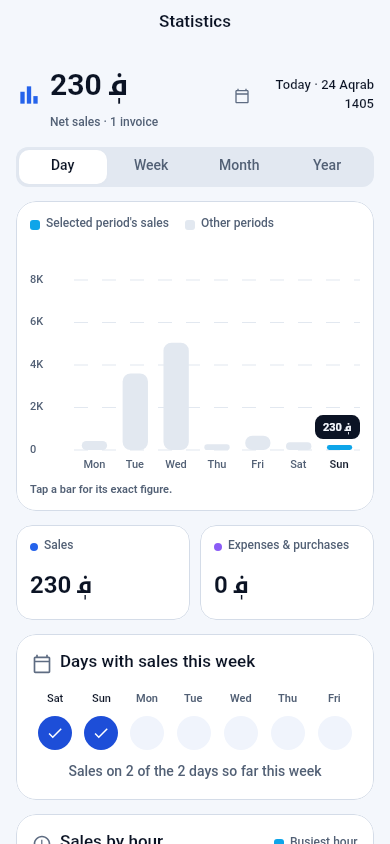 Statistics
230 ؋
Net sales · 1 invoice
Today · 24 Aqrab
1405
Day Week Month Year
Selected period's sales Other periods
8K
6K
4K
2K
0
230 ؋
Mon Tue Wed Thu Fri Sat Sun
Tap a bar for its exact figure.
Sales
230 ؋
Expenses & purchases
0 ؋
Days with sales this week
Sat Sun Mon Tue Wed Thu Fri
Sales on 2 of the 2 days so far this week
Sales by hour Busiest hour